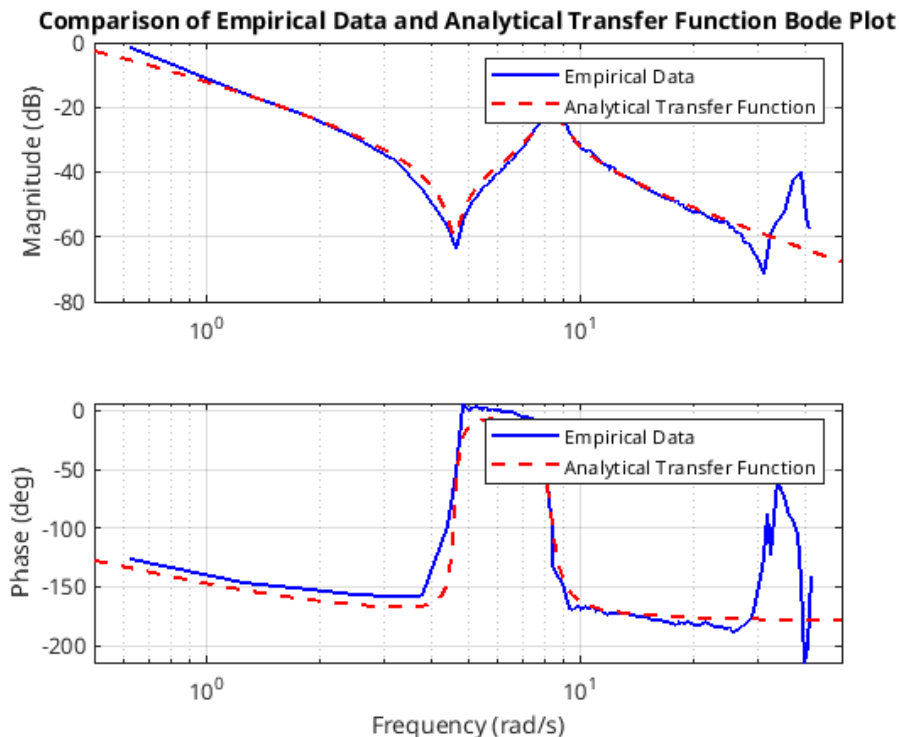 Comparison of Empirical Data and Analytical Transfer Function Bode Plot
0
-20
-40
-60
-80
Magnitude (dB)
Empirical Data
Analytical Transfer Function
10^0
10^1
0
-50
-100
-150
-200
Phase (deg)
Empirical Data
Analytical Transfer Function
10^0
10^1
Frequency (rad/s)